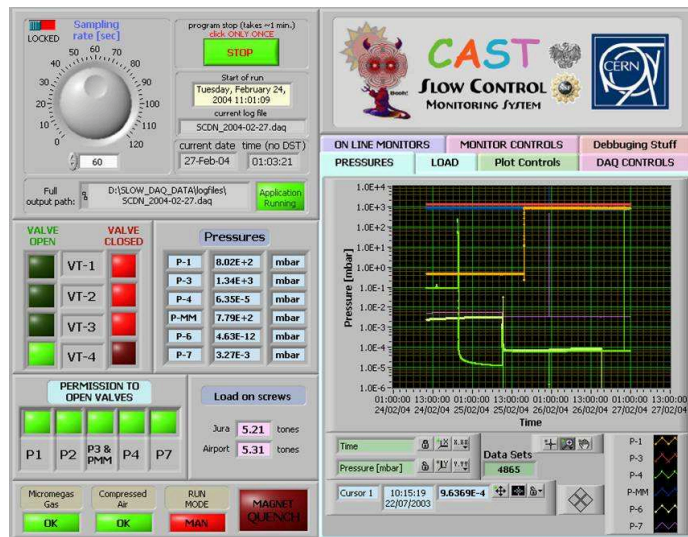 Sampling
rate [sec]
LOCKED
0
10
20
30
40
50
60
70
80
90
100
110
120
60
program stop (takes ~1 min.)
click ONLY ONCE
STOP
Start of run
Tuesday, February 24,
2004 11:01:09
current log file
SCDN_2004-02-27.daq
current date time (no DST)
27-Feb-04 01:03:21
Full
output path:
D:\SLOW_DAQ_DATA\logfiles\
SCDN_2004-02-27.daq
Application
Running
VALVE
OPEN
VALVE
CLOSED
VT-1
VT-2
VT-3
VT-4
Pressures
P-1 8.02E+2 mbar
P-3 1.34E+3 mbar
P-4 6.35E-5 mbar
P-MM 7.79E+2 mbar
P-6 4.63E-12 mbar
P-7 3.27E-3 mbar
PERMISSION TO
OPEN VALVES
P1 P2 P3 & PMM P4 P7
Load on screws
Jura 5.21 tones
Airport 5.31 tones
Micromegas
Gas
OK
Compressed
Air
OK
RUN
MODE
MAN
MAGNET
QUENCH
CAST
SLOW CONTROL
MONITORING SYSTEM
CERN
ON LINE MONITORS MONITOR CONTROLS Debbuging Stuff
PRESSURES LOAD Plot Controls DAQ CONTROLS
Pressure [mbar]
1.0E+4
1.0E+3
1.0E+2
1.0E+1
1.0E+0
1.0E-1
1.0E-2
1.0E-3
1.0E-4
1.0E-5
1.0E-6
01:00:00 13:00:00 01:00:00 13:00:00 01:00:00 13:00:00 01:00:00 13:00:00
24/02/04 24/02/04 25/02/04 25/02/04 26/02/04 26/02/04 27/02/04 27/02/04
Time
Time
Pressure [mbar]
Data Sets
4865
Cursor 1
10:15:19
22/07/2003
9.6369E-4
P-1
P-3
P-4
P-MM
P-6
P-7